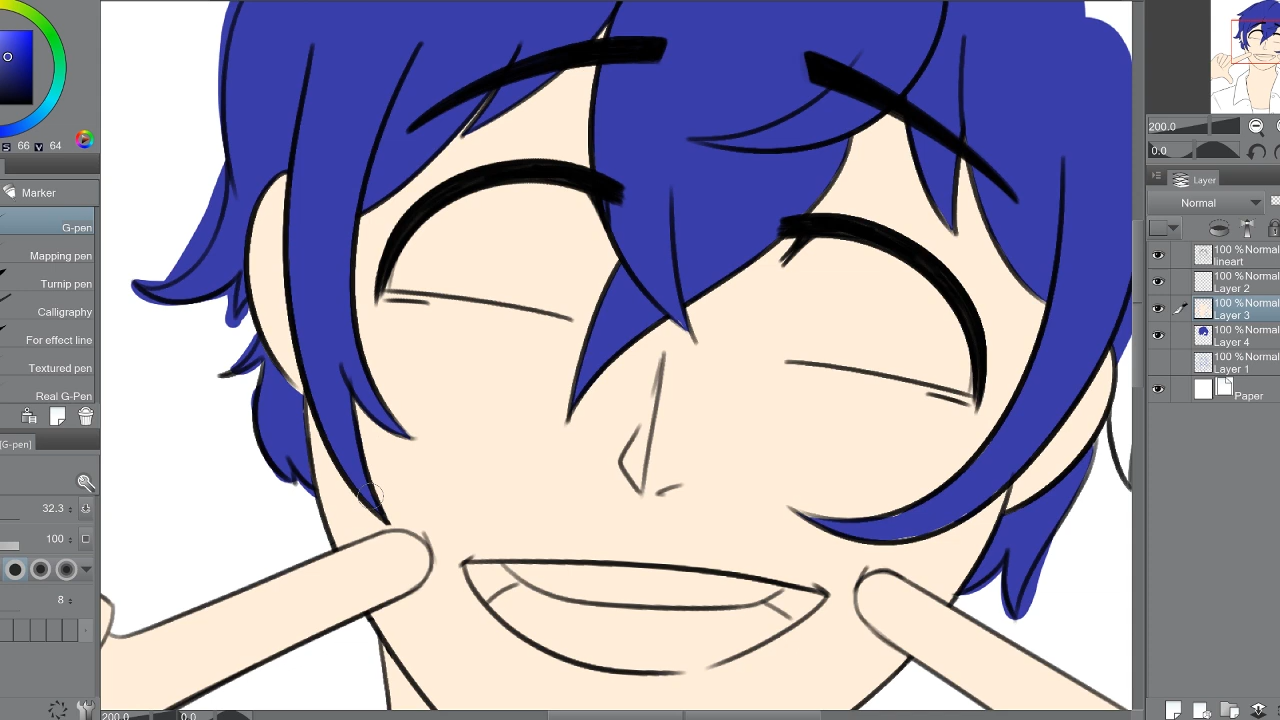 S 66 V 64
Marker
G-pen
Mapping pen
Turnip pen
Calligraphy
For effect line
Textured pen
Real G-Pen
[G-pen]
32.3
100
8
200.0
0.0
200.0
0.0
Layer
Normal
100 % Normal
lineart
100 % Normal
Layer 2
100 % Normal
Layer 3
100 % Normal
Layer 4
100 % Normal
Layer 1
Paper